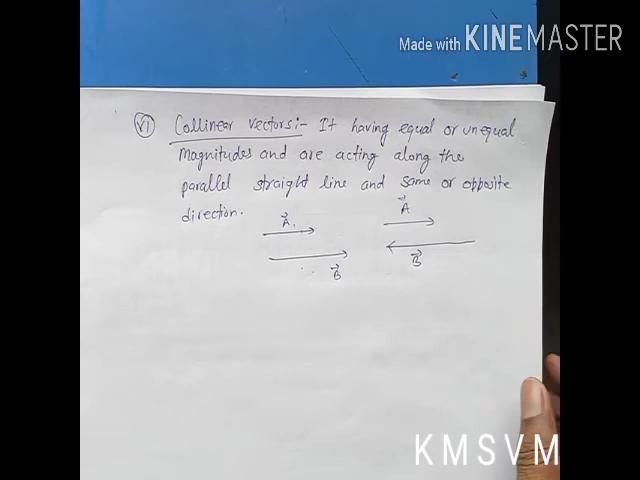 Made with KINEMASTER
VI) Collinear Vectors:- It having equal or unequal
Magnitudes and are acting along the
parallel straight line and same or opposite
direction.
A⃗ A⃗
B⃗ B⃗
K M S V M